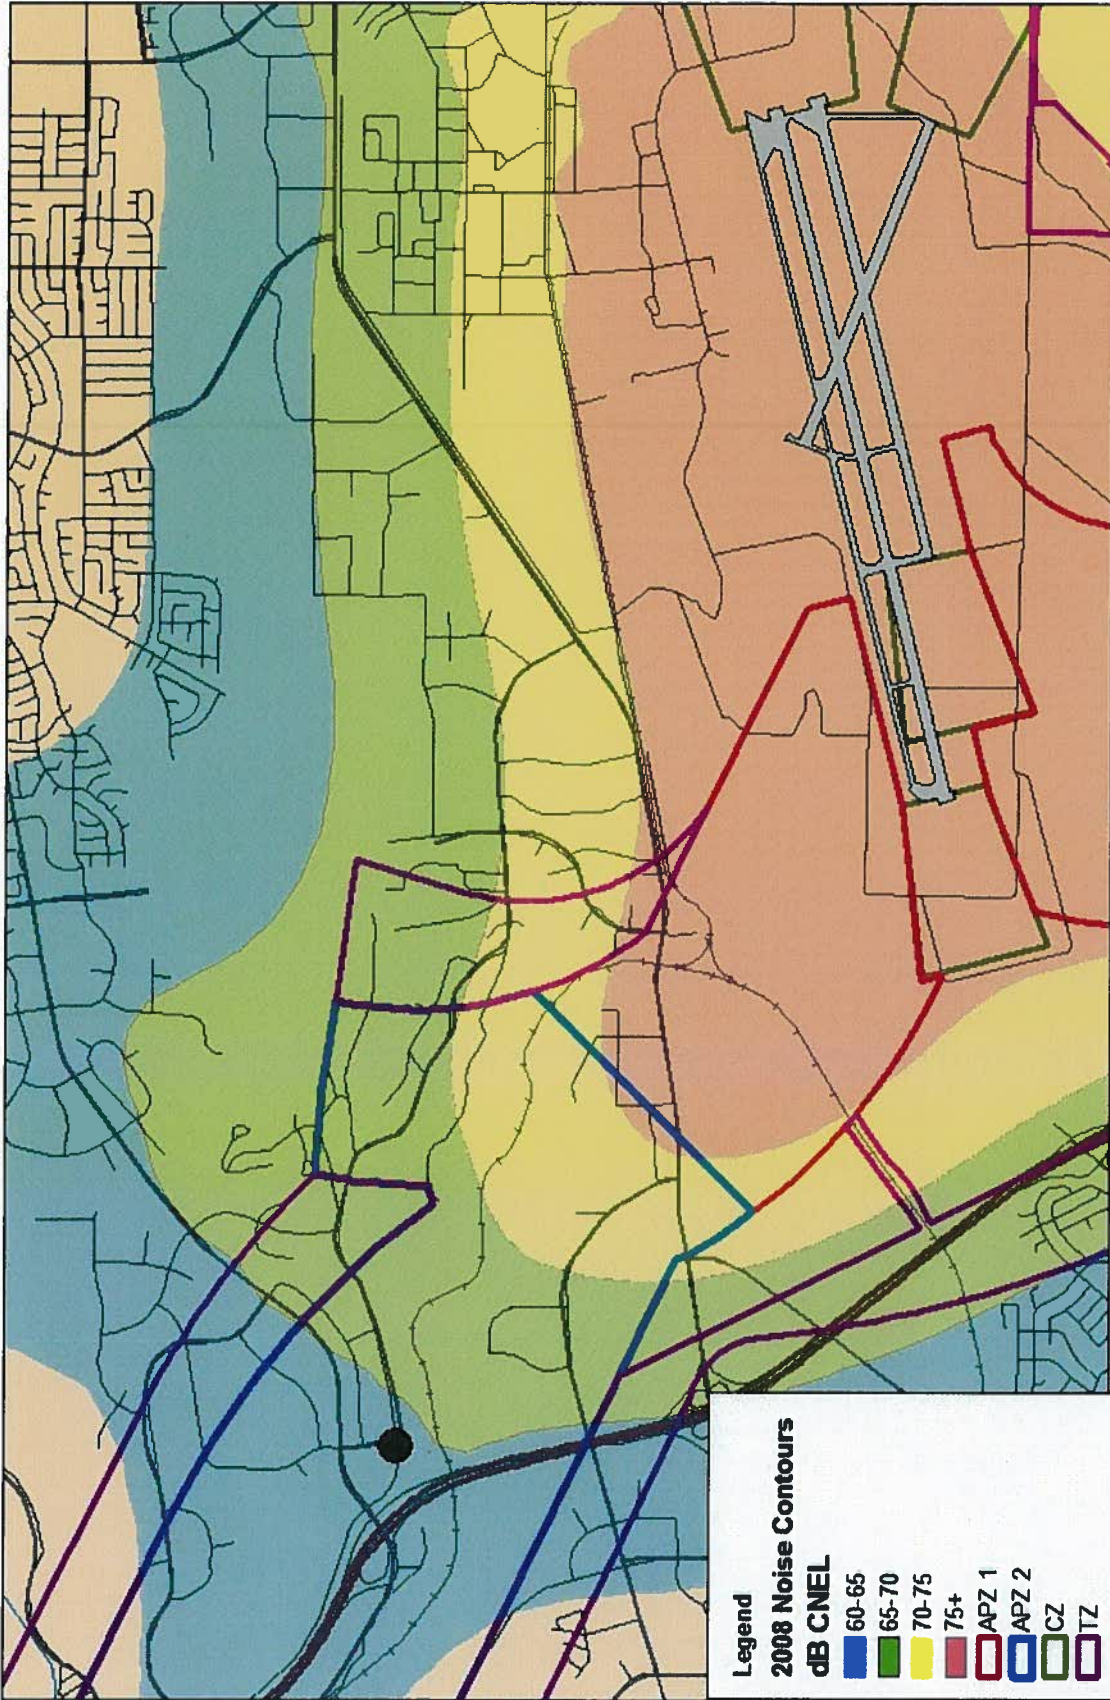 Legend
2008 Noise Contours
dB CNEL
60-65
65-70
70-75
75+
APZ 1
APZ 2
CZ
TZ